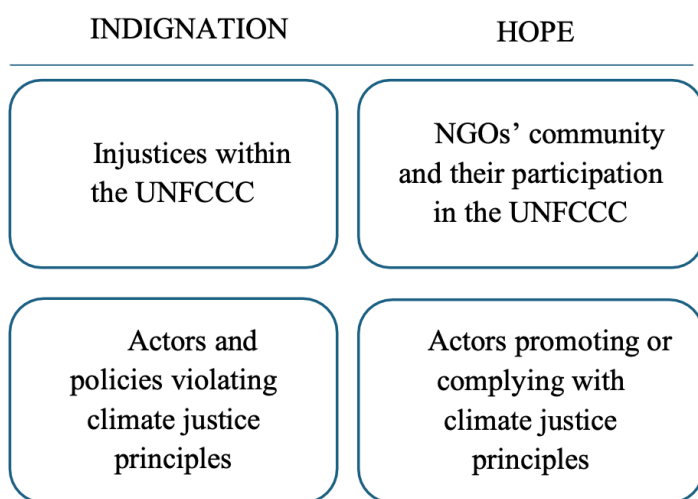 INDIGNATION
HOPE
Injustices within
the UNFCCC
NGOs’ community
and their participation
in the UNFCCC
Actors and
policies violating
climate justice
principles
Actors promoting or
complying with
climate justice
principles